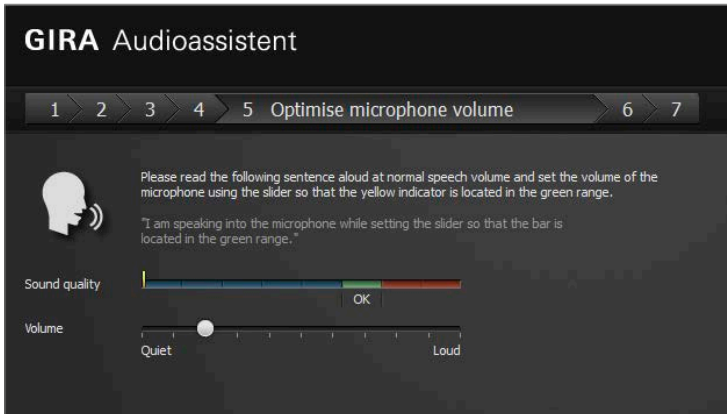 GIRA Audioassistent
1 2 3 4 5 Optimise microphone volume 6 7
Please read the following sentence aloud at normal speech volume and set the volume of the
microphone using the slider so that the yellow indicator is located in the green range.
"I am speaking into the microphone while setting the slider so that the bar is
located in the green range."
Sound quality
OK
Volume
Quiet Loud